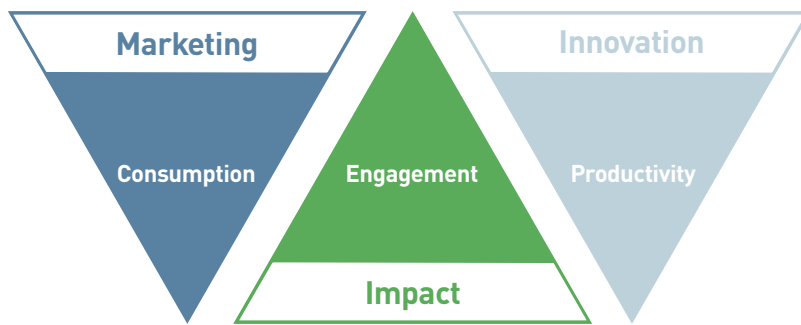 Marketing
Innovation
Consumption
Engagement
Productivity
Impact